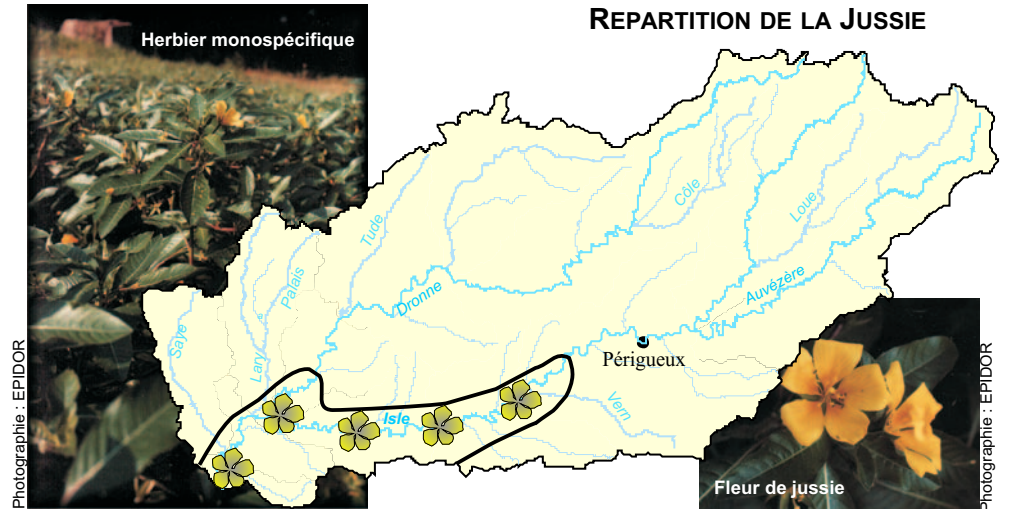 REPARTITION DE LA JUSSIE
Herbier monospécifique
Tude
Côle
Loue
Palais
Dronne
Auvézère
Saye
Lary
Périgueux
Isle
Vern
Fleur de jussie
Photographie : EPIDOR
Photographie : EPIDOR